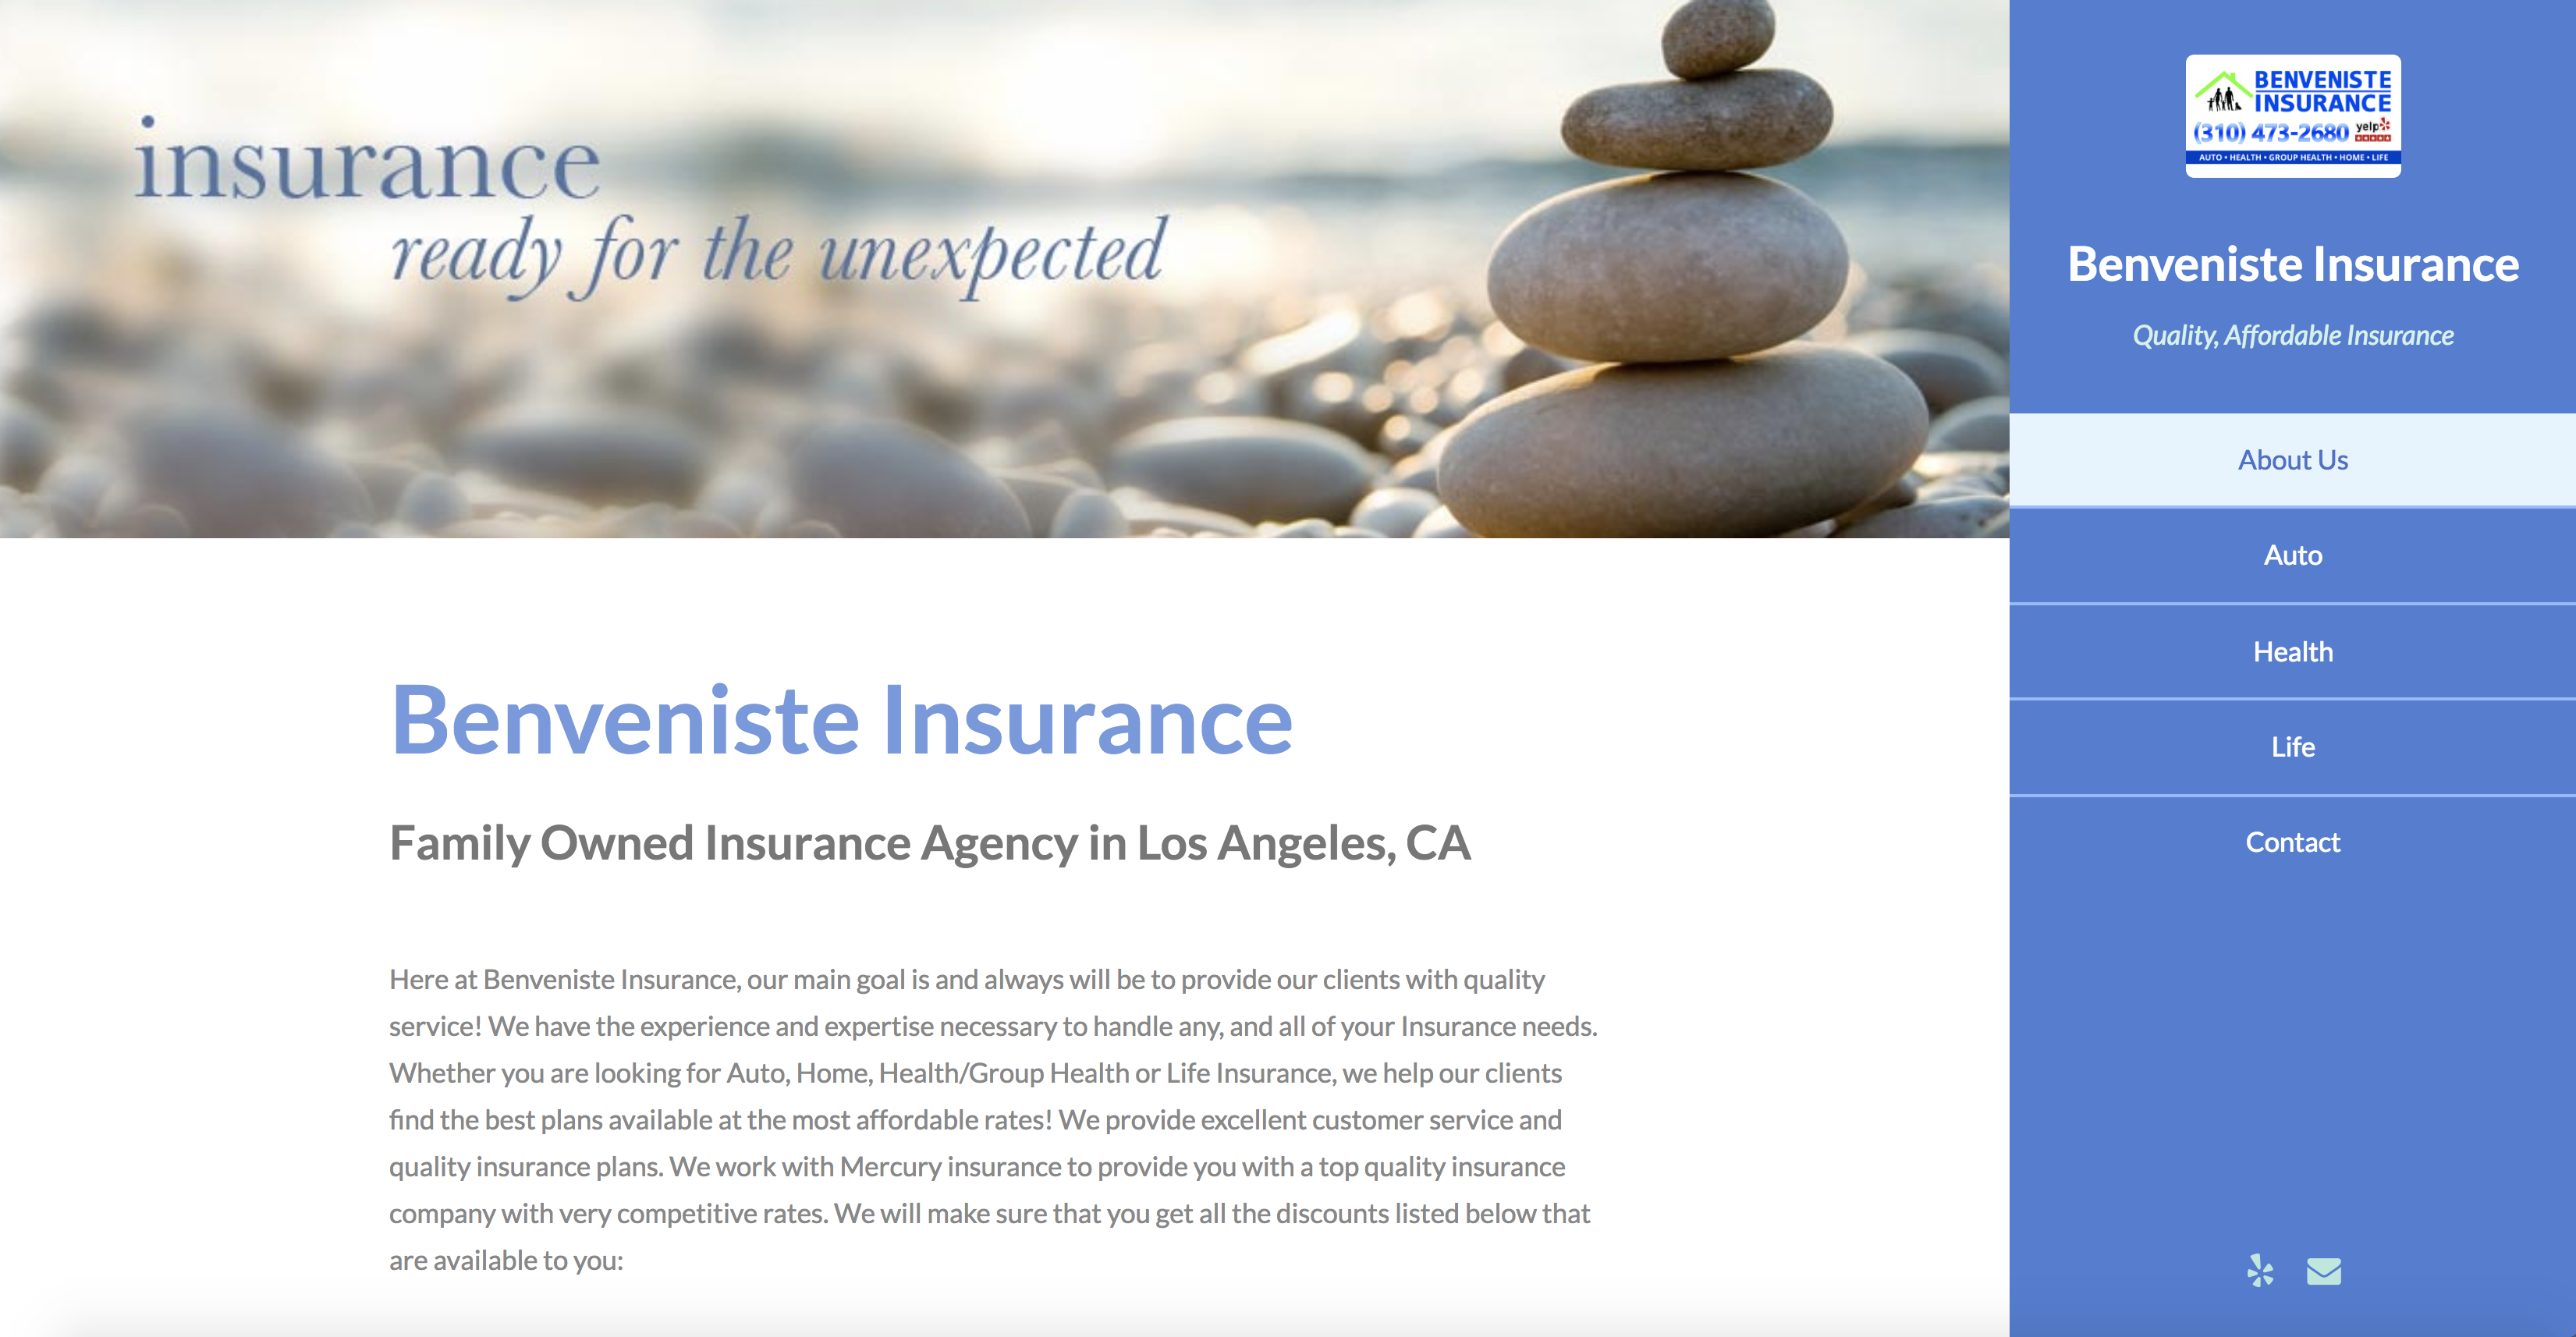 insurance
ready for the unexpected
BENVENISTE
INSURANCE
(310) 473-2680 yelp
AUTO • HEALTH • GROUP HEALTH • HOME • LIFE
Benveniste Insurance
Quality, Affordable Insurance
About Us
Auto
Health
Life
Contact
Benveniste Insurance
Family Owned Insurance Agency in Los Angeles, CA
Here at Benveniste Insurance, our main goal is and always will be to provide our clients with quality
service! We have the experience and expertise necessary to handle any, and all of your Insurance needs.
Whether you are looking for Auto, Home, Health/Group Health or Life Insurance, we help our clients
find the best plans available at the most affordable rates! We provide excellent customer service and
quality insurance plans. We work with Mercury insurance to provide you with a top quality insurance
company with very competitive rates. We will make sure that you get all the discounts listed below that
are available to you: